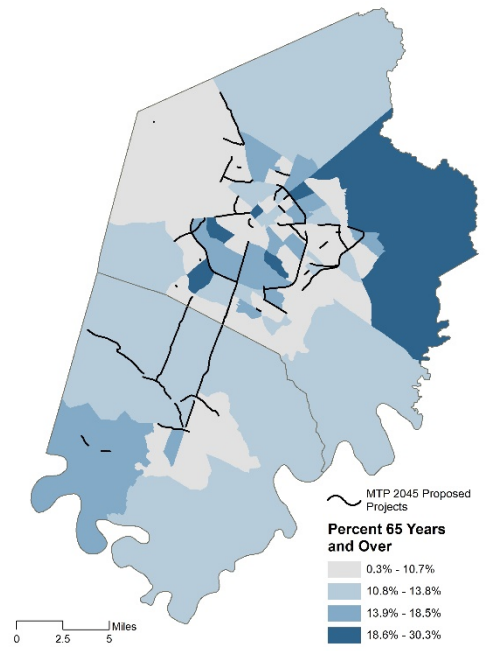 MTP 2045 Proposed
Projects
Percent 65 Years
and Over
0.3% - 10.7%
10.8% - 13.8%
13.9% - 18.5%
18.6% - 30.3%
Miles
0 2.5 5